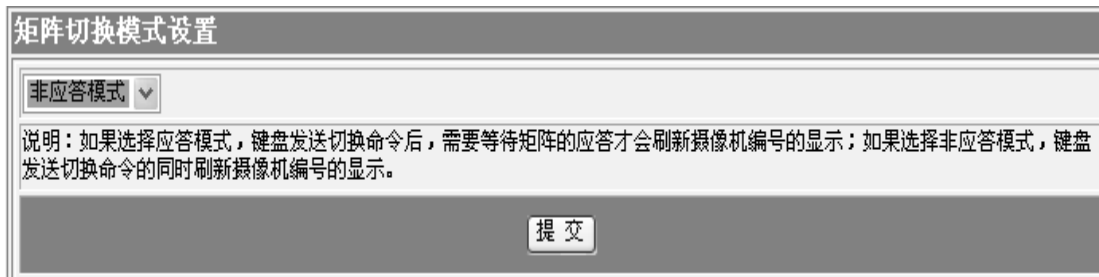 矩阵切换模式设置
非应答模式
说明：如果选择应答模式，键盘发送切换命令后，需要等待矩阵的应答才会刷新摄像机编号的显示；如果选择非应答模式，键盘
发送切换命令的同时刷新摄像机编号的显示。
提 交